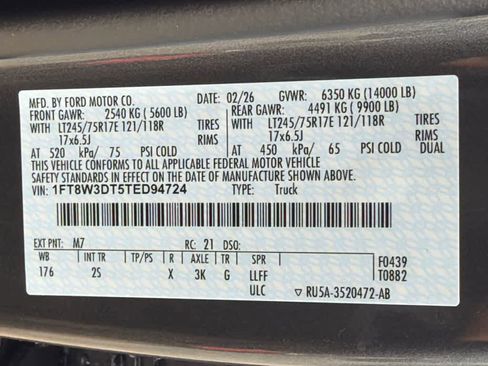 MFD. BY FORD MOTOR CO. 02/26 GVWR: 6350 KG (14000 LB)
FRONT GAWR: 2540 KG (5600 LB) REAR GAWR: 4491 KG (9900 LB)
WITH LT245/75R17E 121/118R TIRES WITH LT245/75R17E 121/118R TIRES
17x6.5J RIMS 17x6.5J RIMS
AT 520 kPa/ 75 PSI COLD AT 450 kPa/ 65 PSI COLD DUAL
THIS VEHICLE CONFORMS TO ALL APPLICABLE FEDERAL MOTOR VEHICLE
SAFETY STANDARDS IN EFFECT ON THE DATE OF MANUFACTURE SHOWN ABOVE.
VIN: 1FT8W3DT5TED94724 TYPE: Truck
EXT PNT: M7 RC: 21 DSO:
WB INT TR TP/PS R AXLE TR SPR F0439
176 2S X 3K G LLFF T0882
ULC ▽ RU5A-3520472-AB